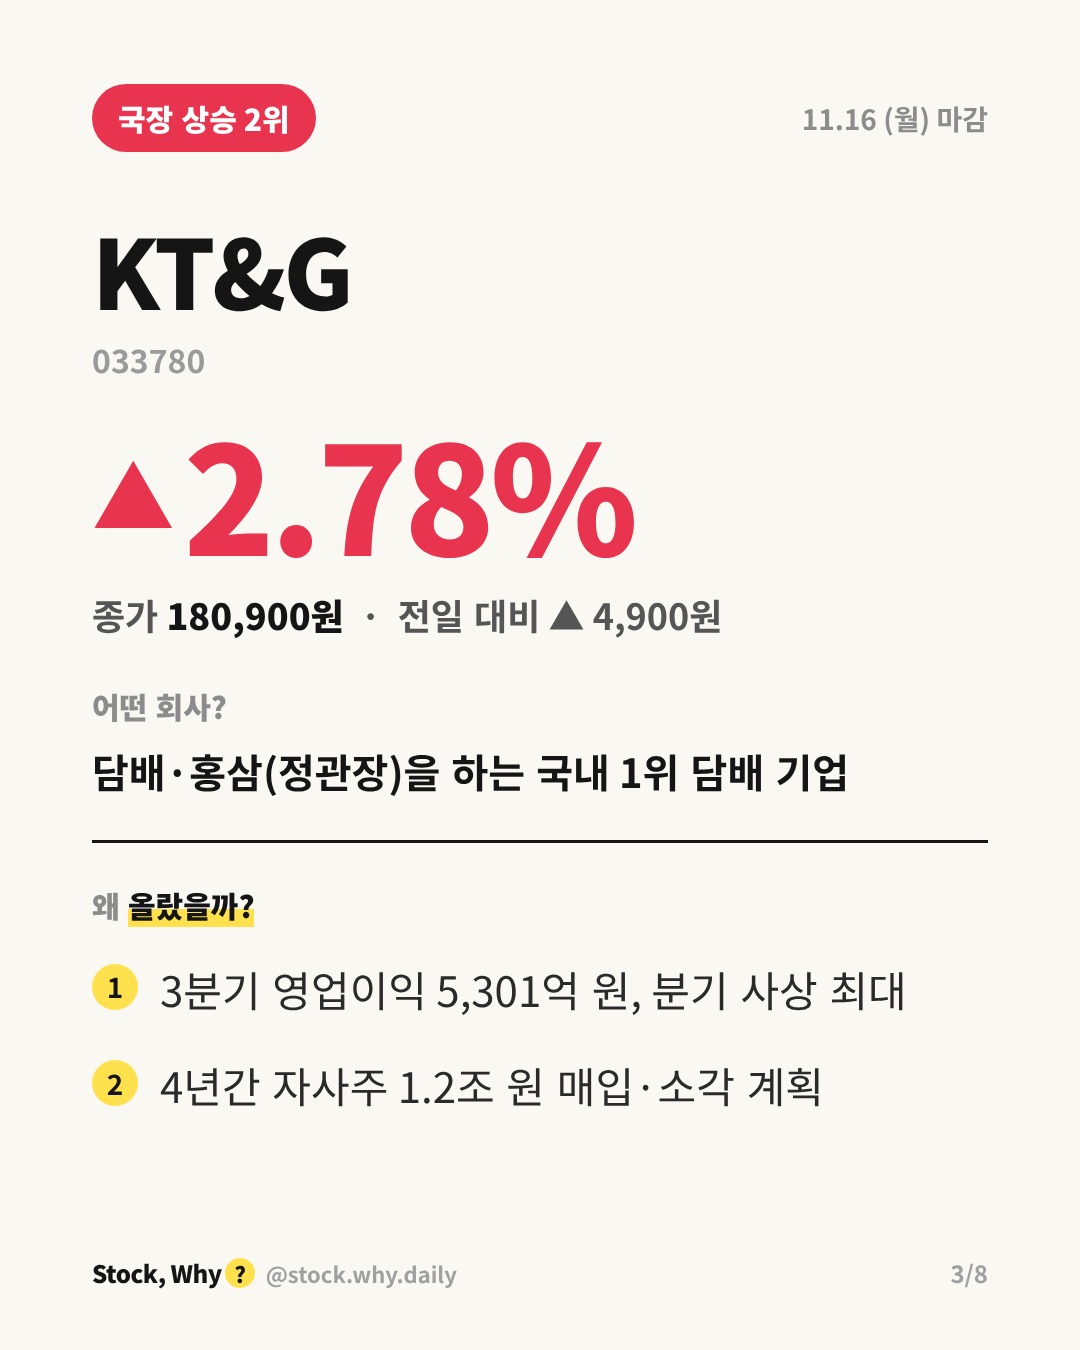 국장 상승 2위
11.16 (월) 마감
KT&G
033780
▲2.78%
종가 180,900원 · 전일 대비 ▲ 4,900원
어떤 회사?
담배·홍삼(정관장)을 하는 국내 1위 담배 기업
왜 올랐을까?
1 3분기 영업이익 5,301억 원, 분기 사상 최대
2 4년간 자사주 1.2조 원 매입·소각 계획
Stock, Why ? @stock.why.daily
3/8